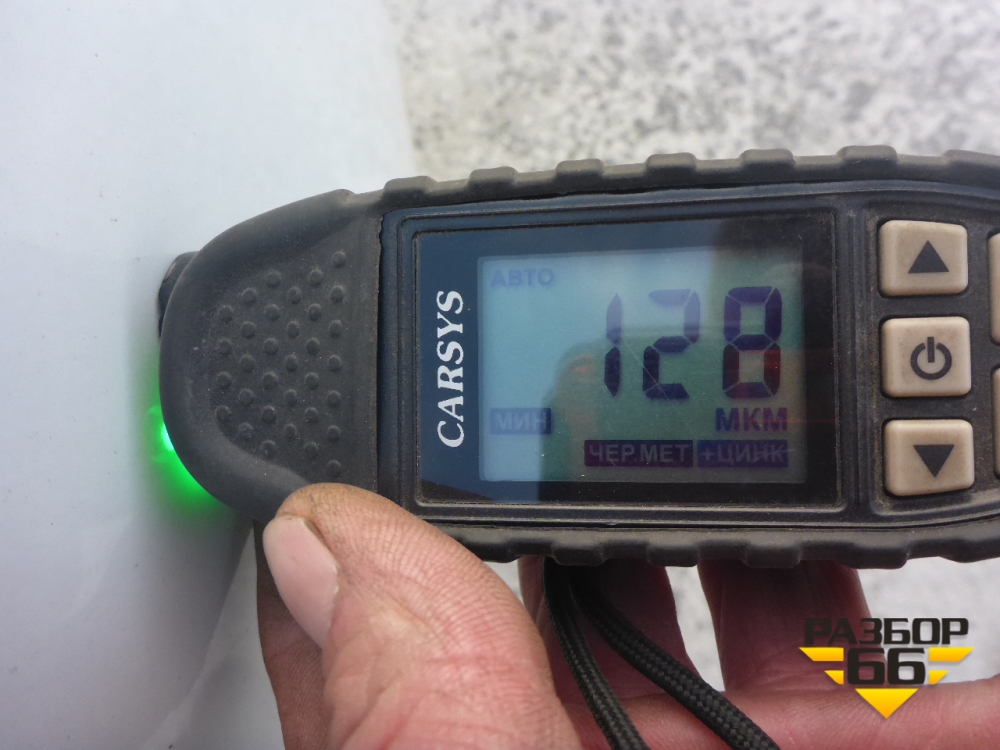 CARSYS
АВТО
128
МИН
МКМ
ЧЕР.МЕТ +ЦИНК
РАЗБОР
66